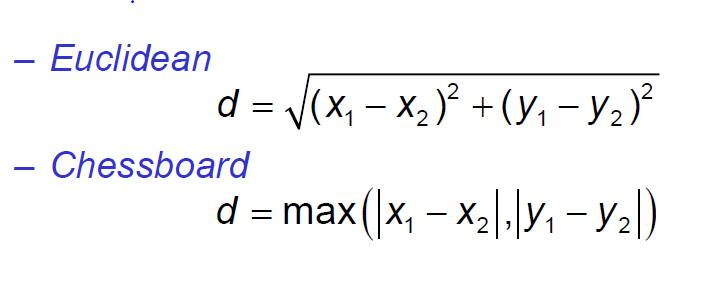 – Euclidean
d = √((x₁ – x₂)² + (y₁ – y₂)²)
– Chessboard
d = max(|x₁ – x₂|,|y₁ – y₂|)